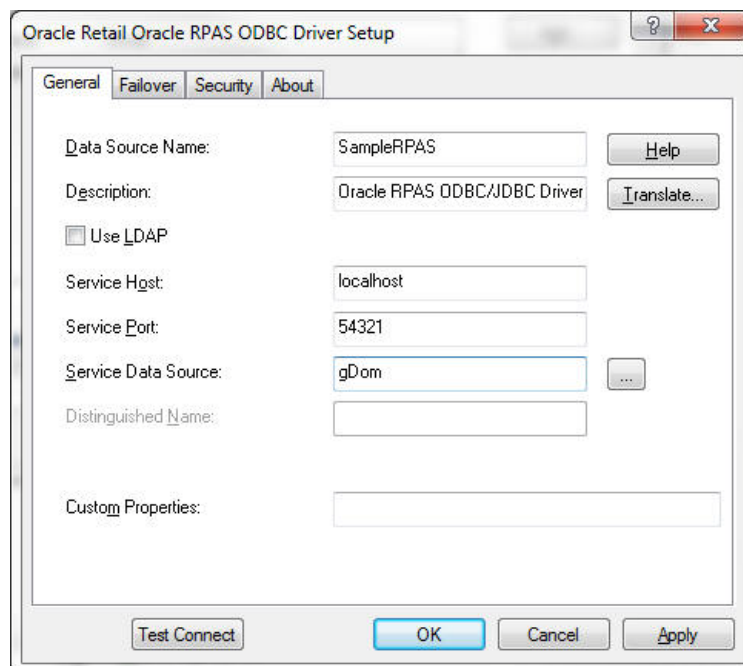 Oracle Retail Oracle RPAS ODBC Driver Setup
General Failover Security About
Data Source Name: SampleRPAS Help
Description: Oracle RPAS ODBC/JDBC Driver Translate...
Use LDAP
Service Host: localhost
Service Port: 54321
Service Data Source: gDom ...
Distinguished Name:
Custom Properties:
Test Connect OK Cancel Apply